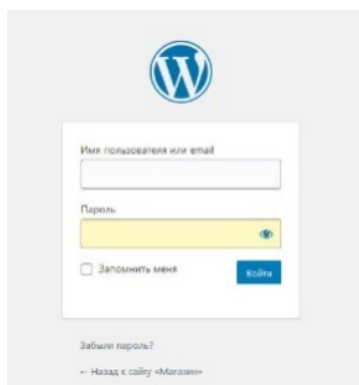 Имя пользователя или email
Пароль
Запомнить меня
Войти
Забыли пароль?
← Назад к сайту «Магазин»